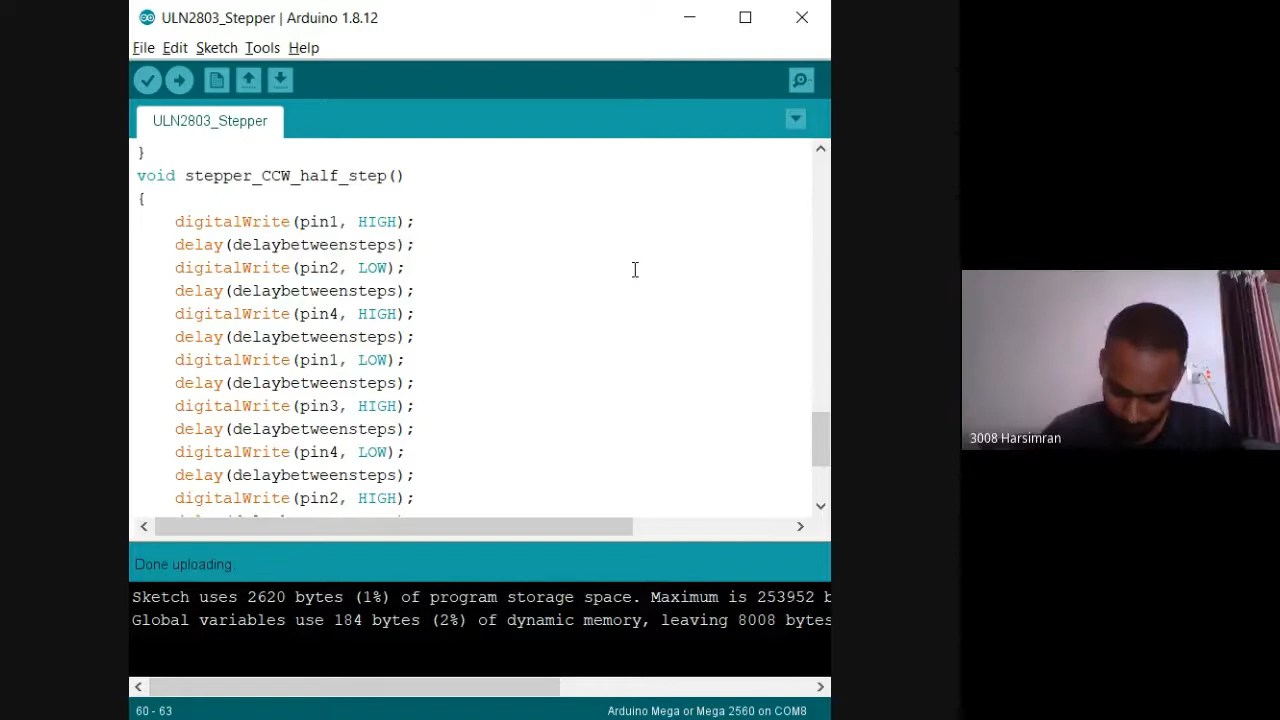 ULN2803_Stepper | Arduino 1.8.12
File Edit Sketch Tools Help
ULN2803_Stepper
}
void stepper_CCW_half_step()
{
digitalWrite(pin1, HIGH);
delay(delaybetweensteps);
digitalWrite(pin2, LOW);
delay(delaybetweensteps);
digitalWrite(pin4, HIGH);
delay(delaybetweensteps);
digitalWrite(pin1, LOW);
delay(delaybetweensteps);
digitalWrite(pin3, HIGH);
delay(delaybetweensteps);
digitalWrite(pin4, LOW);
delay(delaybetweensteps);
digitalWrite(pin2, HIGH);
Done uploading.
Sketch uses 2620 bytes (1%) of program storage space. Maximum is 253952 b
Global variables use 184 bytes (2%) of dynamic memory, leaving 8008 bytes
60 - 63
Arduino Mega or Mega 2560 on COM8
3008 Harsimran